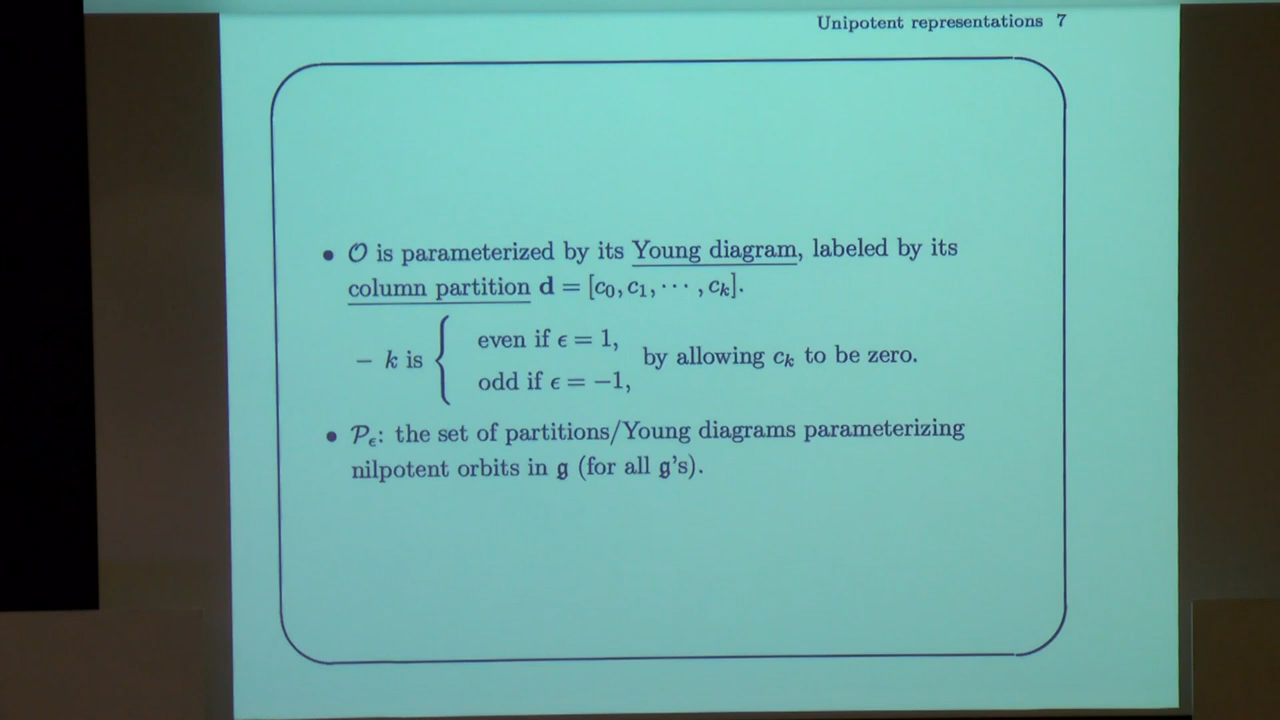 Unipotent representations 7
• 𝒪 is parameterized by its Young diagram, labeled by its
column partition d = [c₀, c₁, ⋯ , cₖ].
– k is { even if ϵ = 1, by allowing cₖ to be zero.
odd if ϵ = −1,
• 𝒫_ϵ: the set of partitions/Young diagrams parameterizing
nilpotent orbits in 𝔤 (for all 𝔤's).